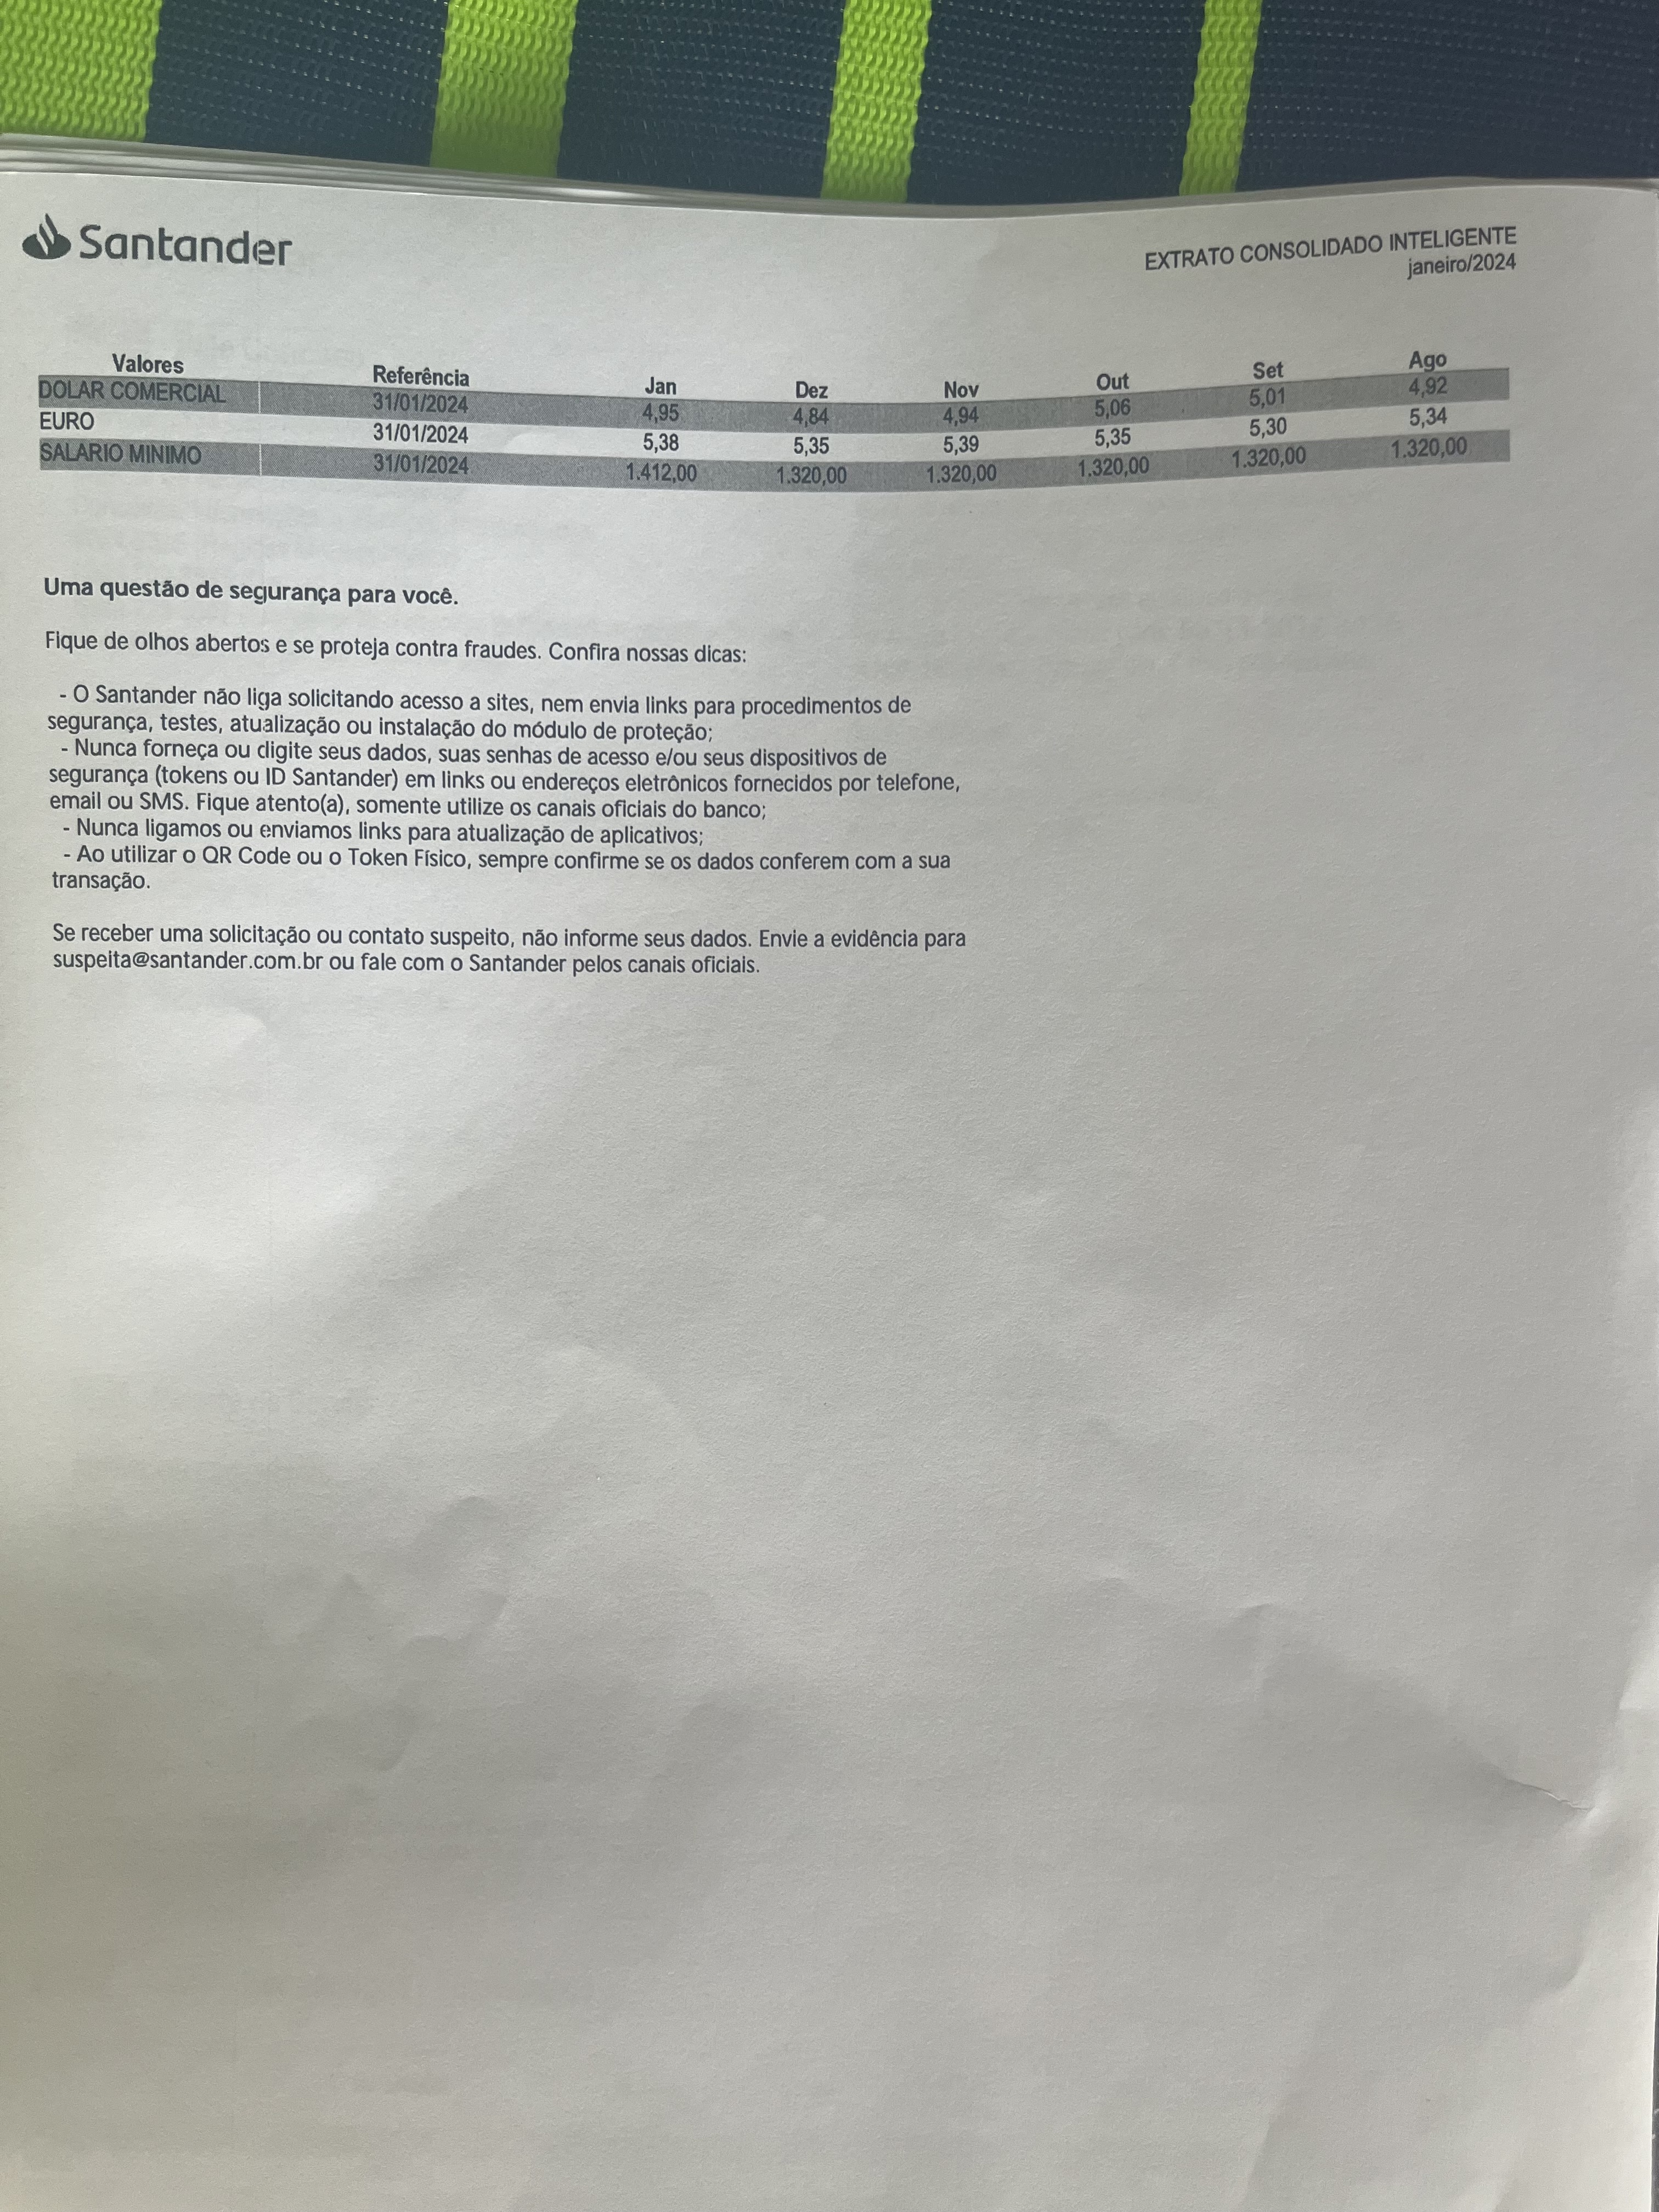 Santander
EXTRATO CONSOLIDADO INTELIGENTE
janeiro/2024
Valores Referência Jan Dez Nov Out Set Ago
DOLAR COMERCIAL 31/01/2024 4,95 4,84 4,94 5,06 5,01 4,92
EURO 31/01/2024 5,38 5,35 5,39 5,35 5,30 5,34
SALARIO MINIMO 31/01/2024 1.412,00 1.320,00 1.320,00 1.320,00 1.320,00 1.320,00
Uma questão de segurança para você.
Fique de olhos abertos e se proteja contra fraudes. Confira nossas dicas:
- O Santander não liga solicitando acesso a sites, nem envia links para procedimentos de
segurança, testes, atualização ou instalação do módulo de proteção;
- Nunca forneça ou digite seus dados, suas senhas de acesso e/ou seus dispositivos de
segurança (tokens ou ID Santander) em links ou endereços eletrônicos fornecidos por telefone,
email ou SMS. Fique atento(a), somente utilize os canais oficiais do banco;
- Nunca ligamos ou enviamos links para atualização de aplicativos;
- Ao utilizar o QR Code ou o Token Físico, sempre confirme se os dados conferem com a sua
transação.
Se receber uma solicitação ou contato suspeito, não informe seus dados. Envie a evidência para
suspeita@santander.com.br ou fale com o Santander pelos canais oficiais.